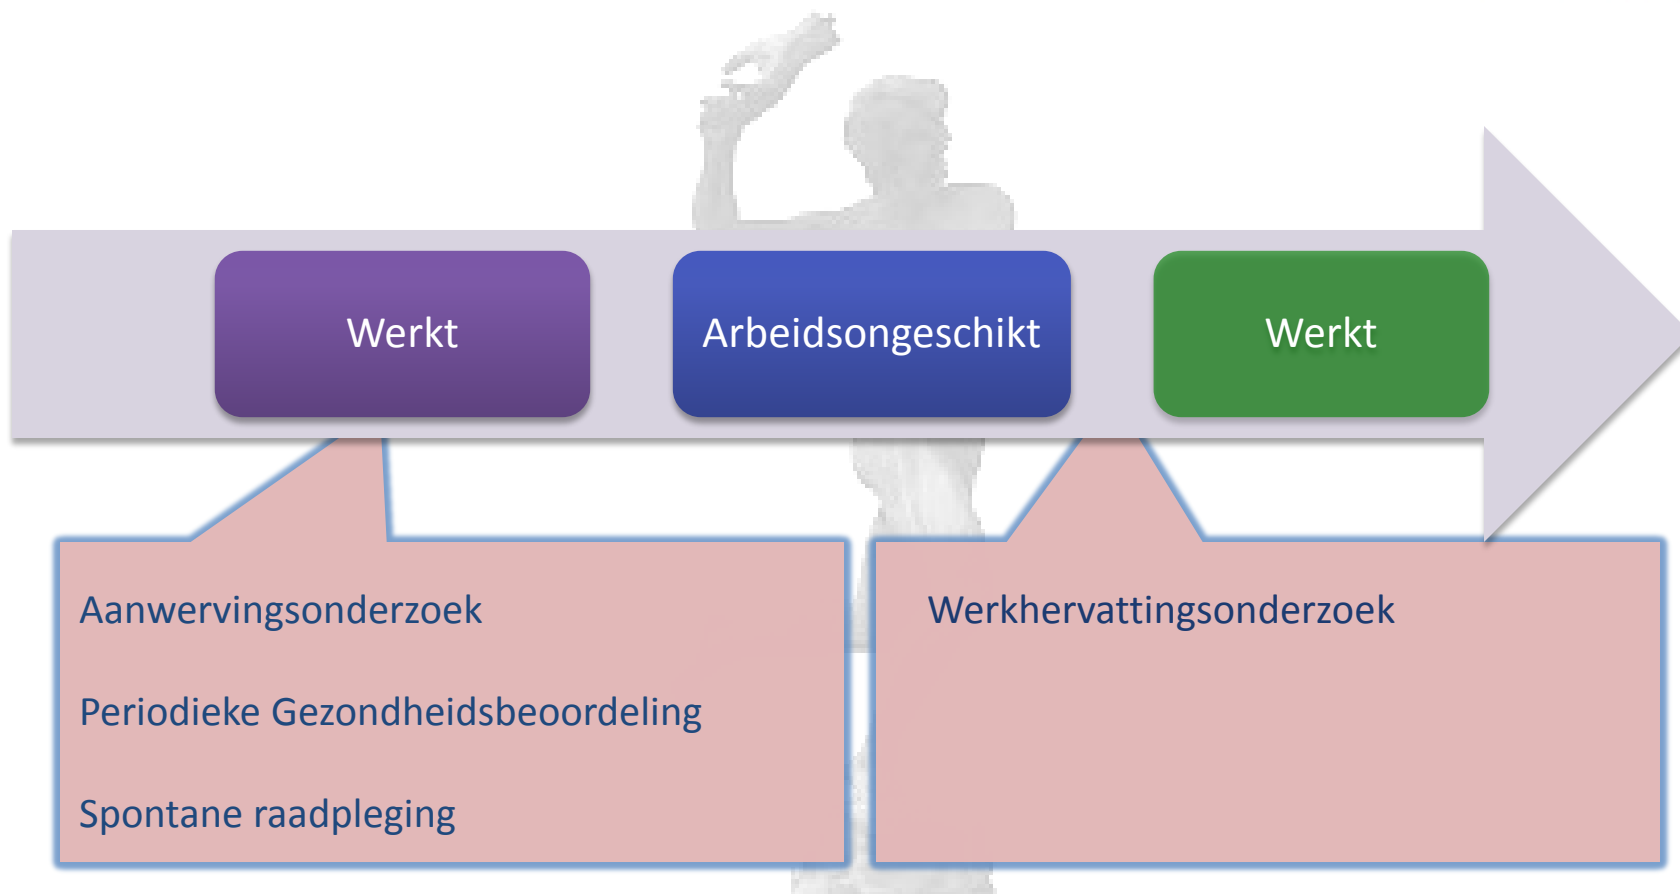 Werkt
Arbeidsongeschikt
Werkt
Aanwervingsonderzoek
Periodieke Gezondheidsbeoordeling
Spontane raadpleging
Werkhervattingsonderzoek